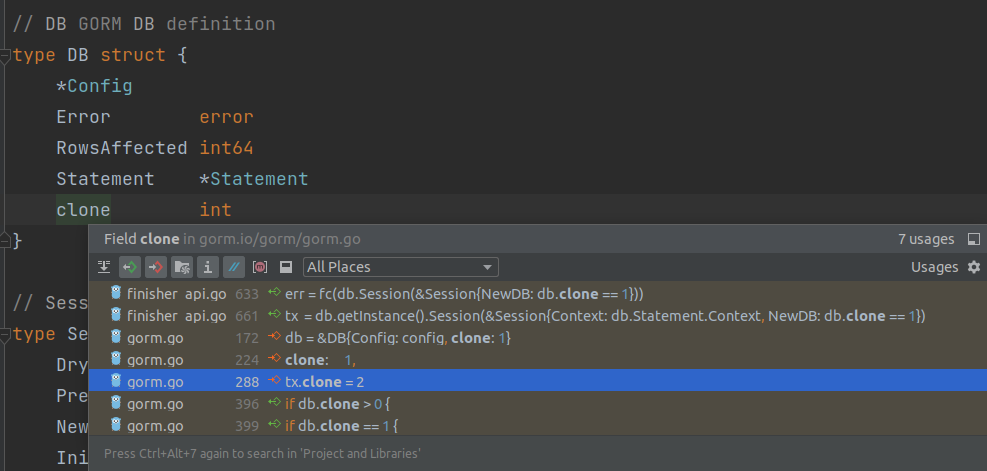 // DB GORM DB definition
type DB struct {
*Config
Error error
RowsAffected int64
Statement *Statement
clone int
}
Field clone in gorm.io/gorm/gorm.go 7 usages
All Places Usages
finisher_api.go 633 err = fc(db.Session(&Session{NewDB: db.clone == 1}))
finisher_api.go 661 tx = db.getInstance().Session(&Session{Context: db.Statement.Context, NewDB: db.clone == 1})
gorm.go 172 db = &DB{Config: config, clone: 1}
gorm.go 224 clone: 1,
gorm.go 288 tx.clone = 2
gorm.go 396 if db.clone > 0 {
gorm.go 399 if db.clone == 1 {
Press Ctrl+Alt+7 again to search in 'Project and Libraries'
// Sess
type Se
Dry
Pre
New
Ini